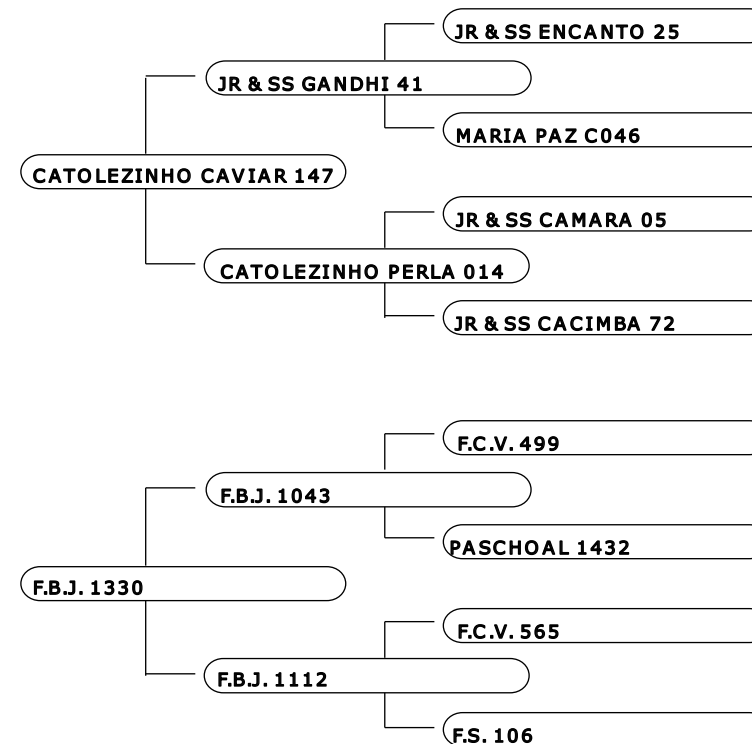 JR & SS ENCANTO 25
JR & SS GANDHI 41
MARIA PAZ C046
CATOLEZINHO CAVIAR 147
JR & SS CAMARA 05
CATOLEZINHO PERLA 014
JR & SS CACIMBA 72
F.C.V. 499
F.B.J. 1043
PASCHOAL 1432
F.B.J. 1330
F.C.V. 565
F.B.J. 1112
F.S. 106